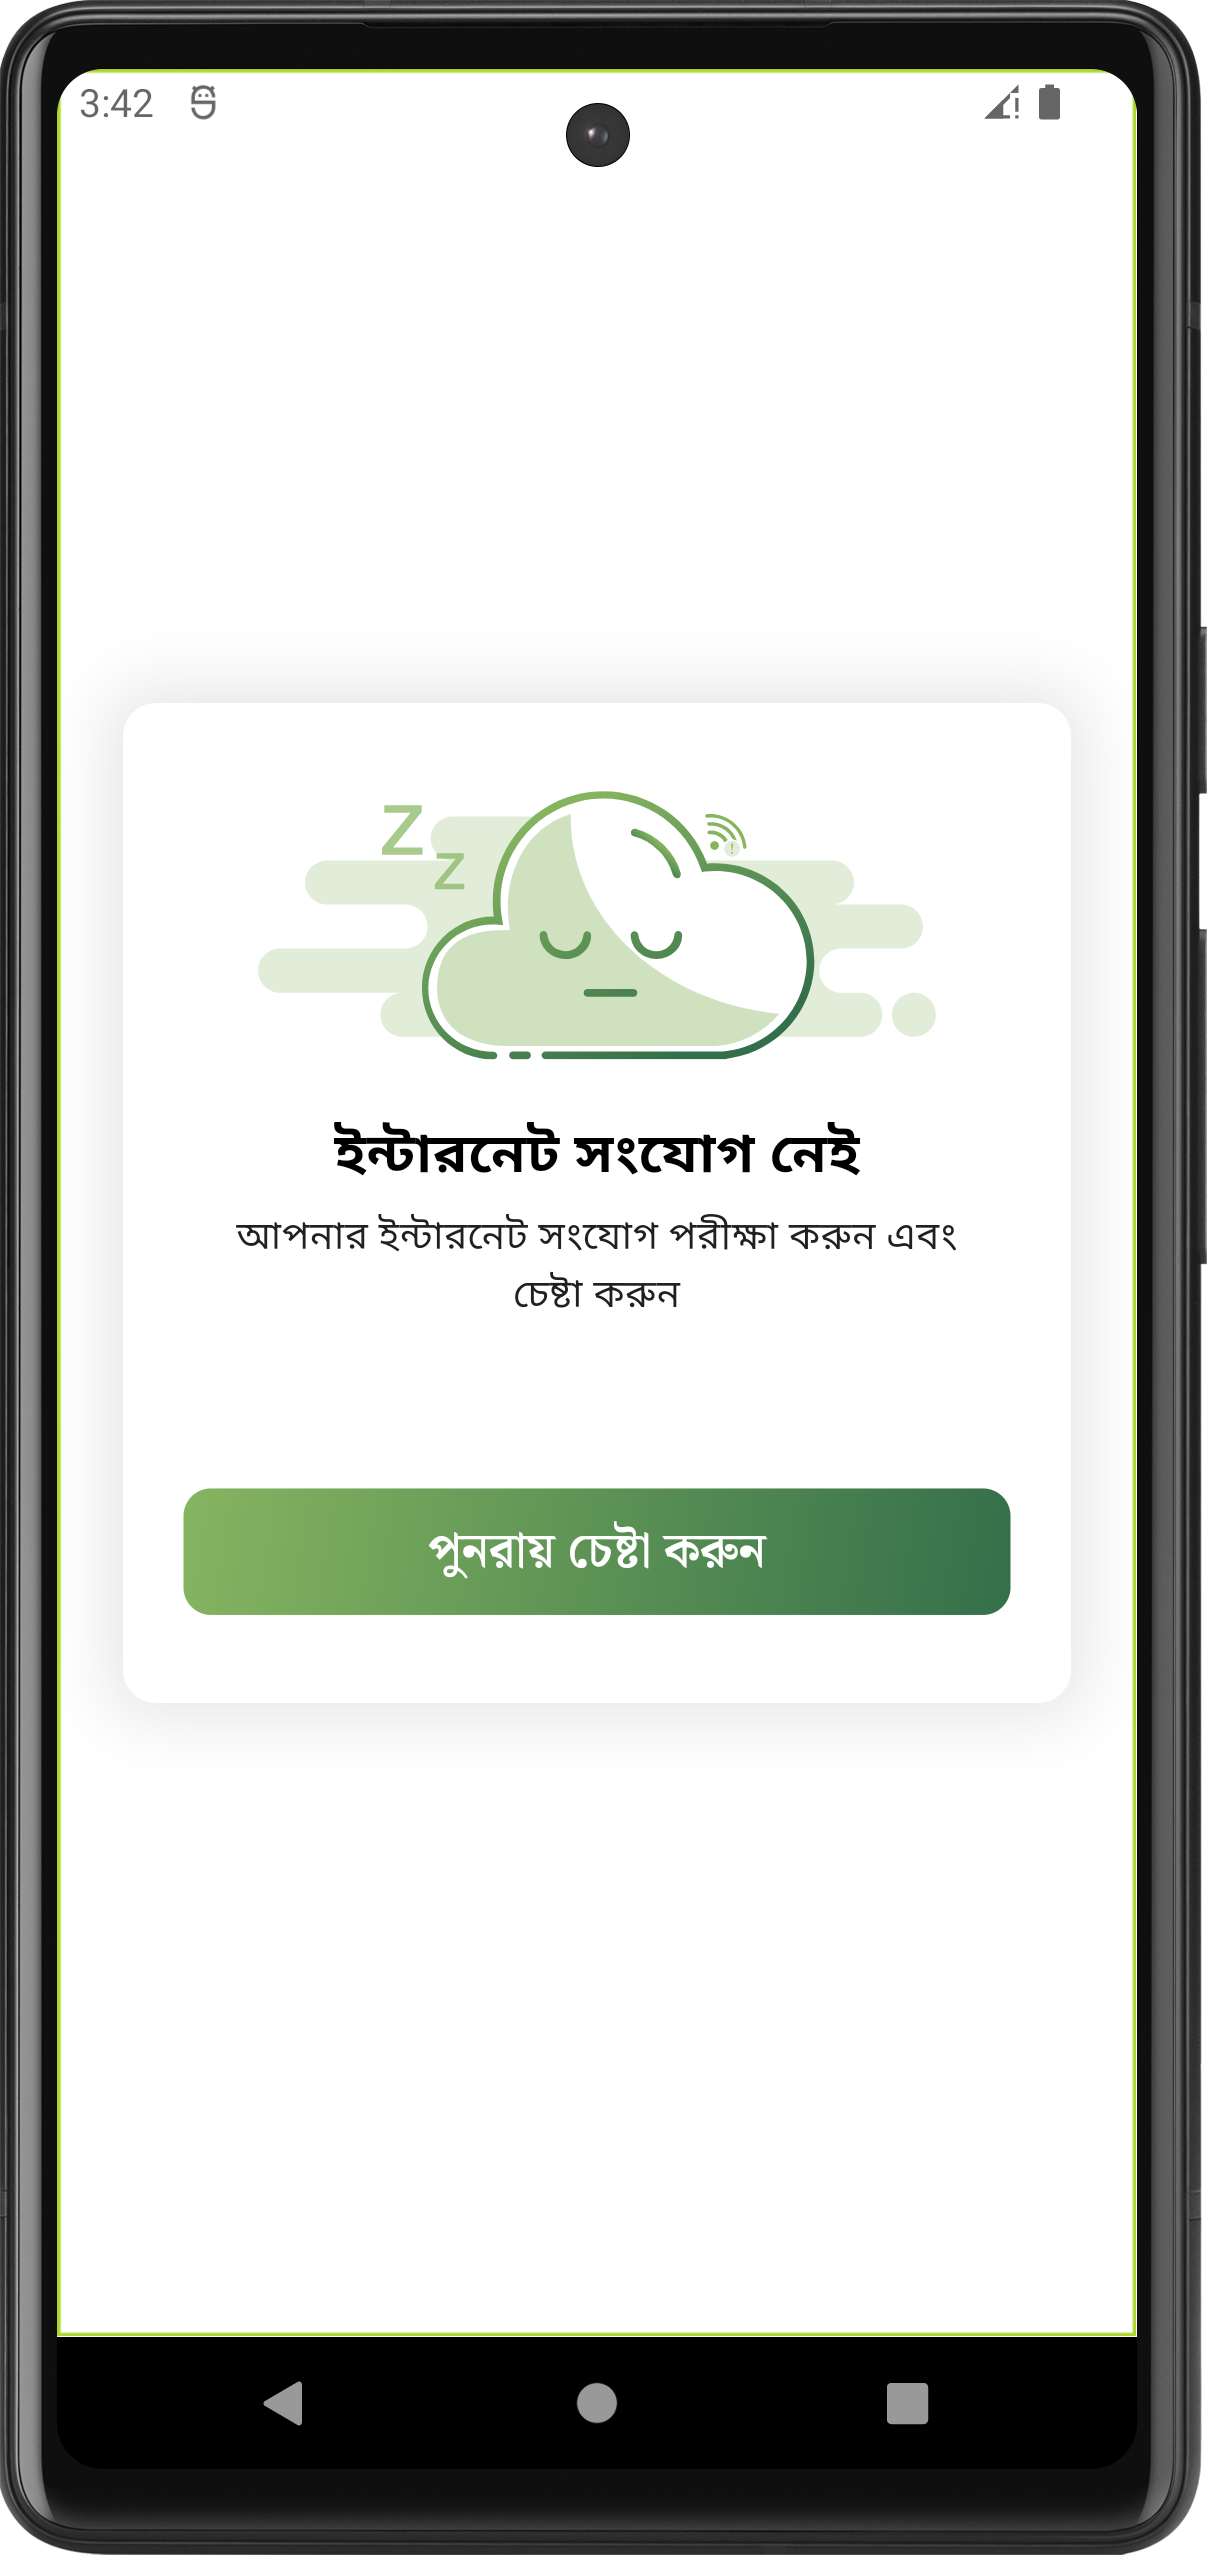 3:42
Z
Z
ইন্টারনেট সংযোগ নেই
আপনার ইন্টারনেট সংযোগ পরীক্ষা করুন এবং
চেষ্টা করুন
পুনরায় চেষ্টা করুন